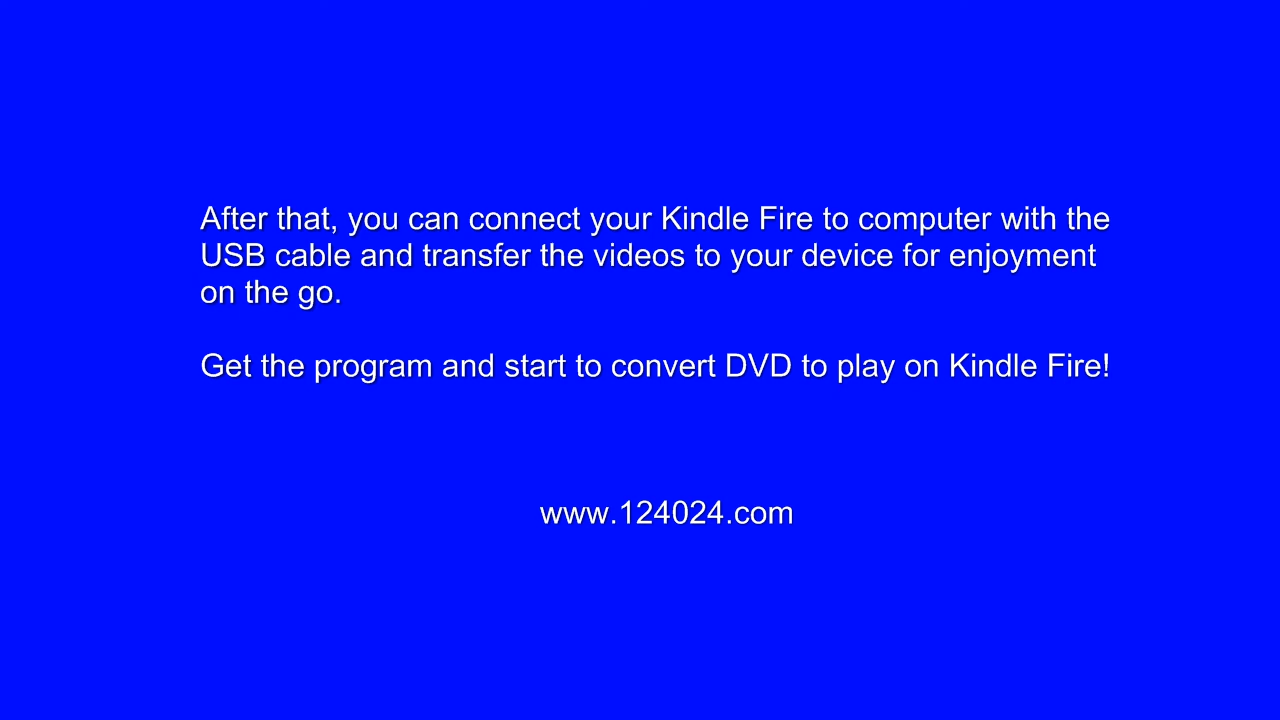 After that, you can connect your Kindle Fire to computer with the
USB cable and transfer the videos to your device for enjoyment
on the go.
Get the program and start to convert DVD to play on Kindle Fire!
www.124024.com